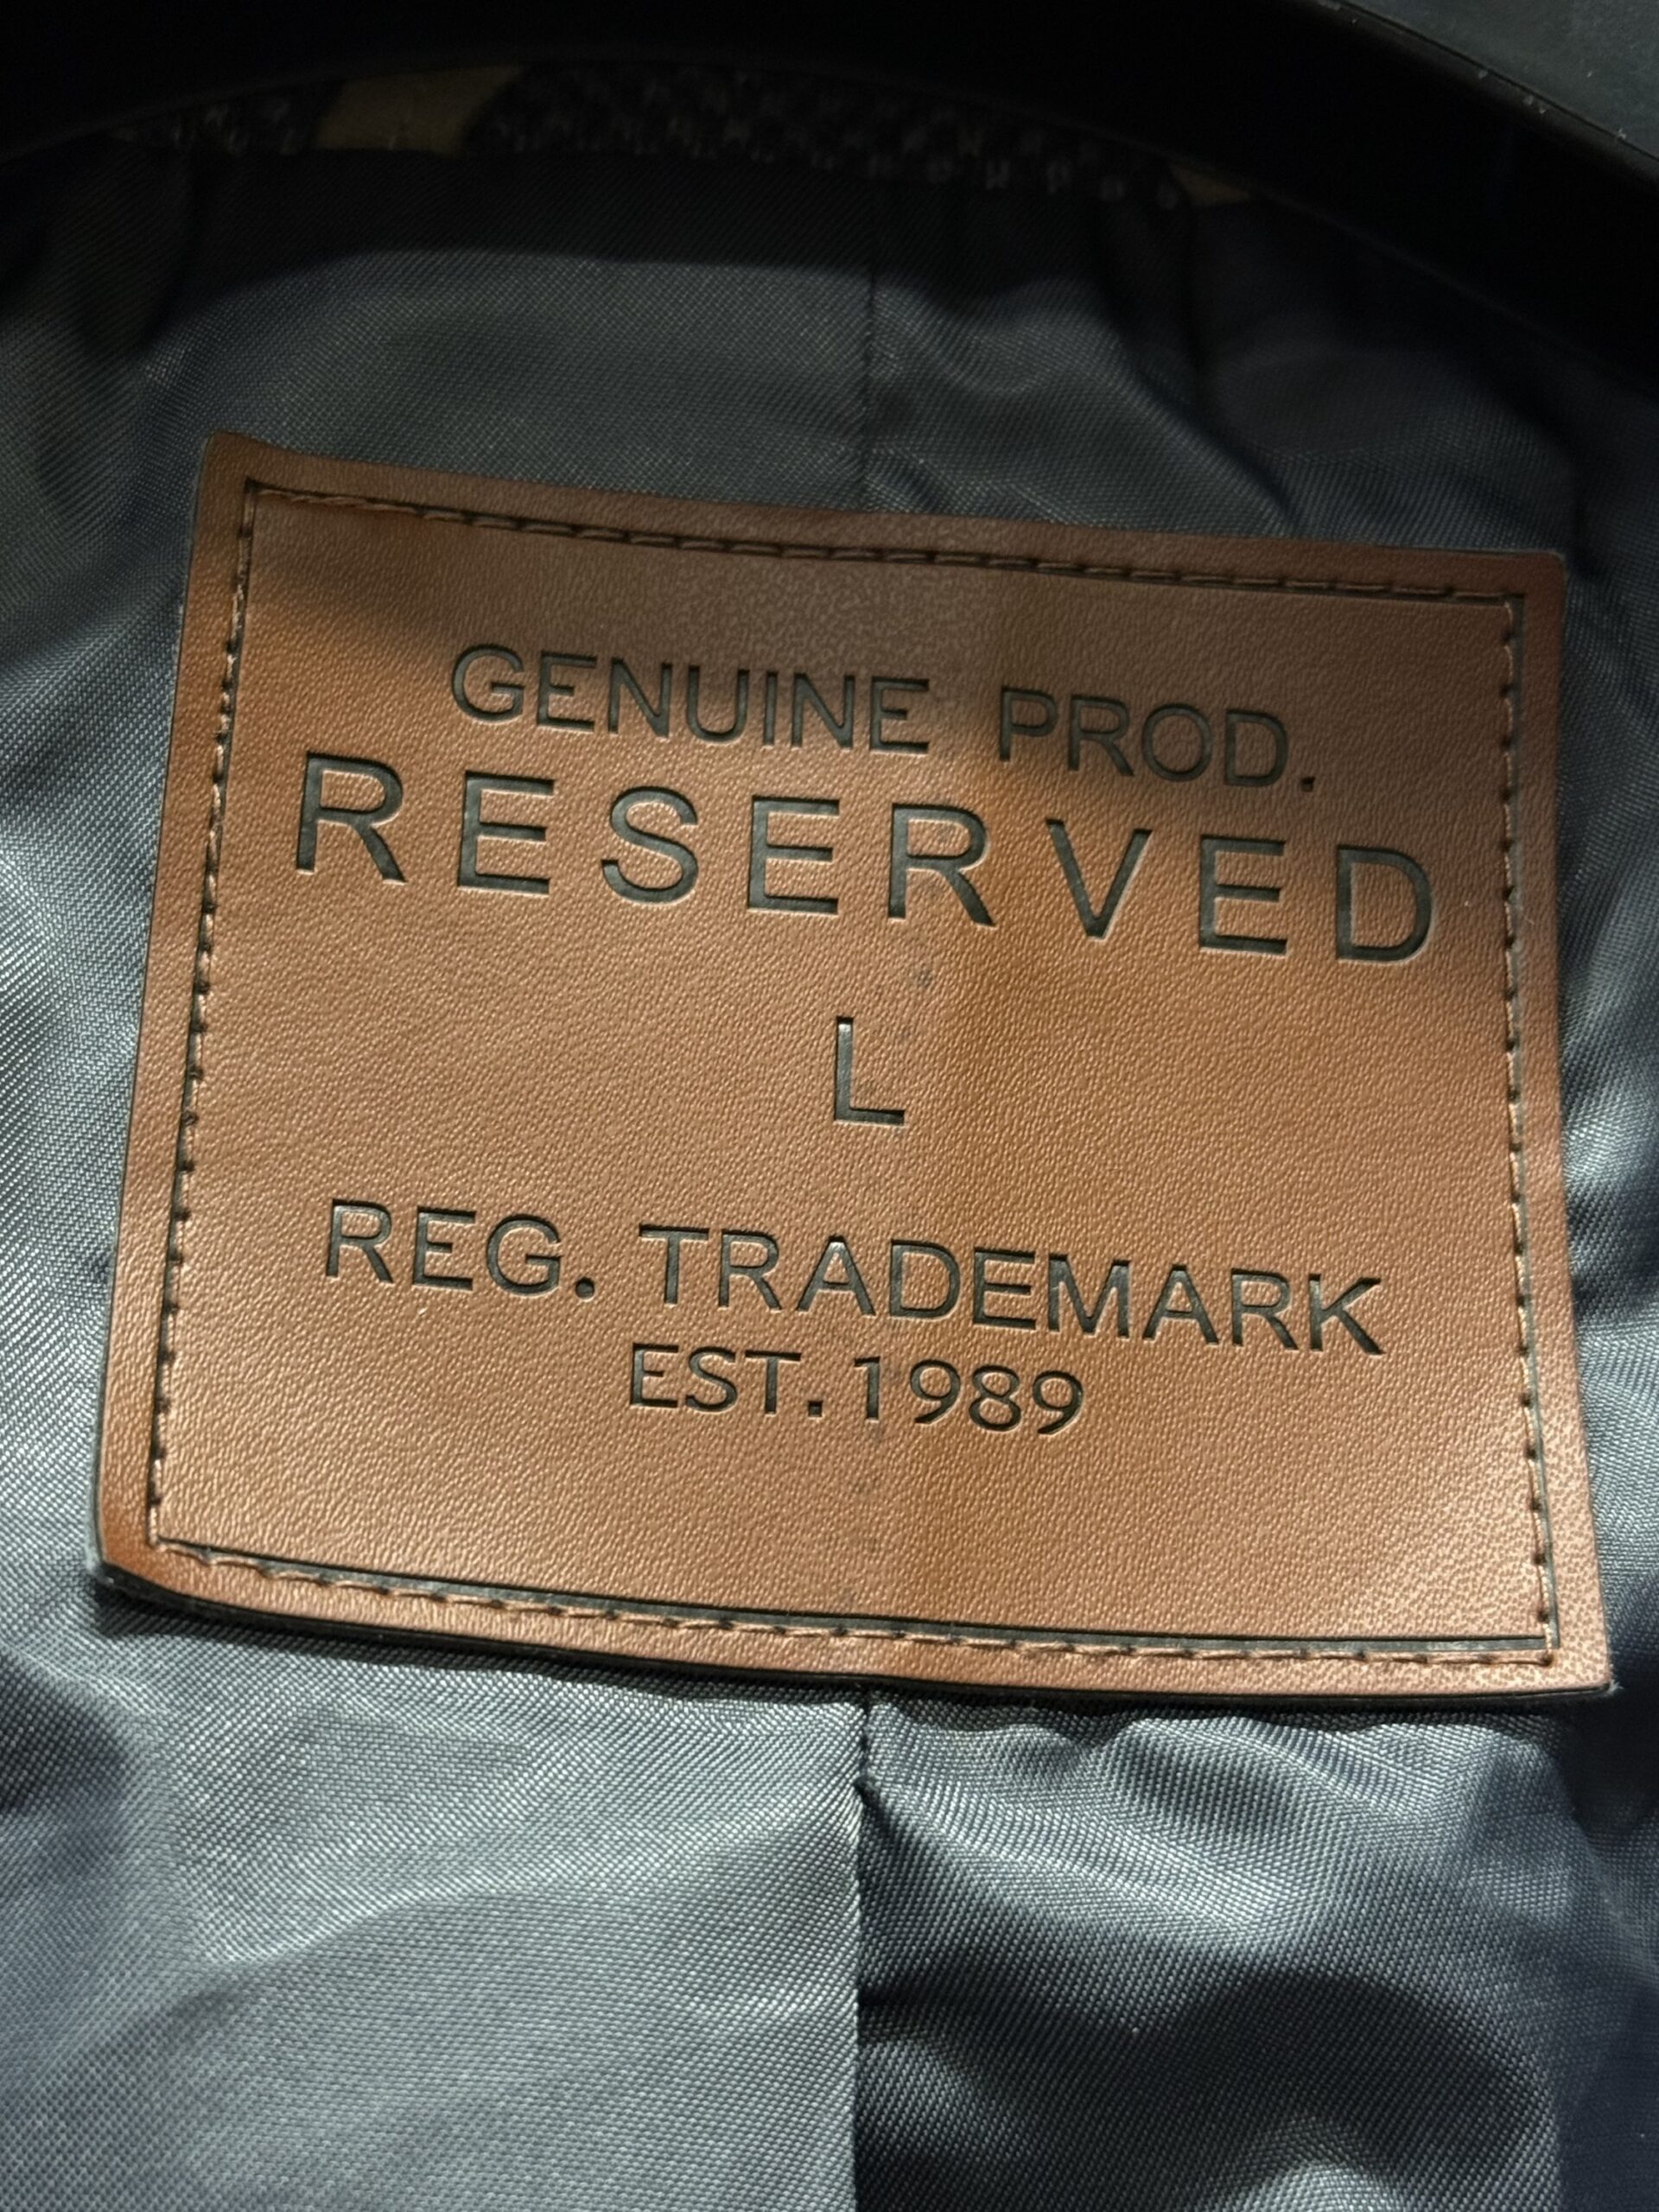 GENUINE PROD.
RESERVED
L
REG. TRADEMARK
EST.1989